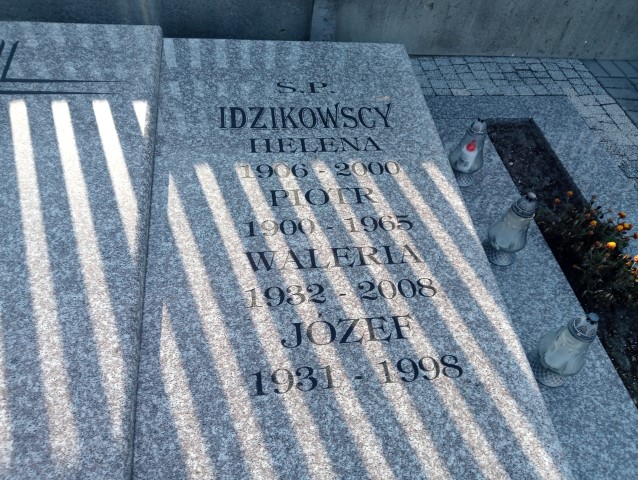 Ś.P.
IDZIKOWSCY
HELENA
1906 - 2000
PIOTR
1900 - 1965
WALERIA
1932 - 2008
JÓZEF
1931 - 1998